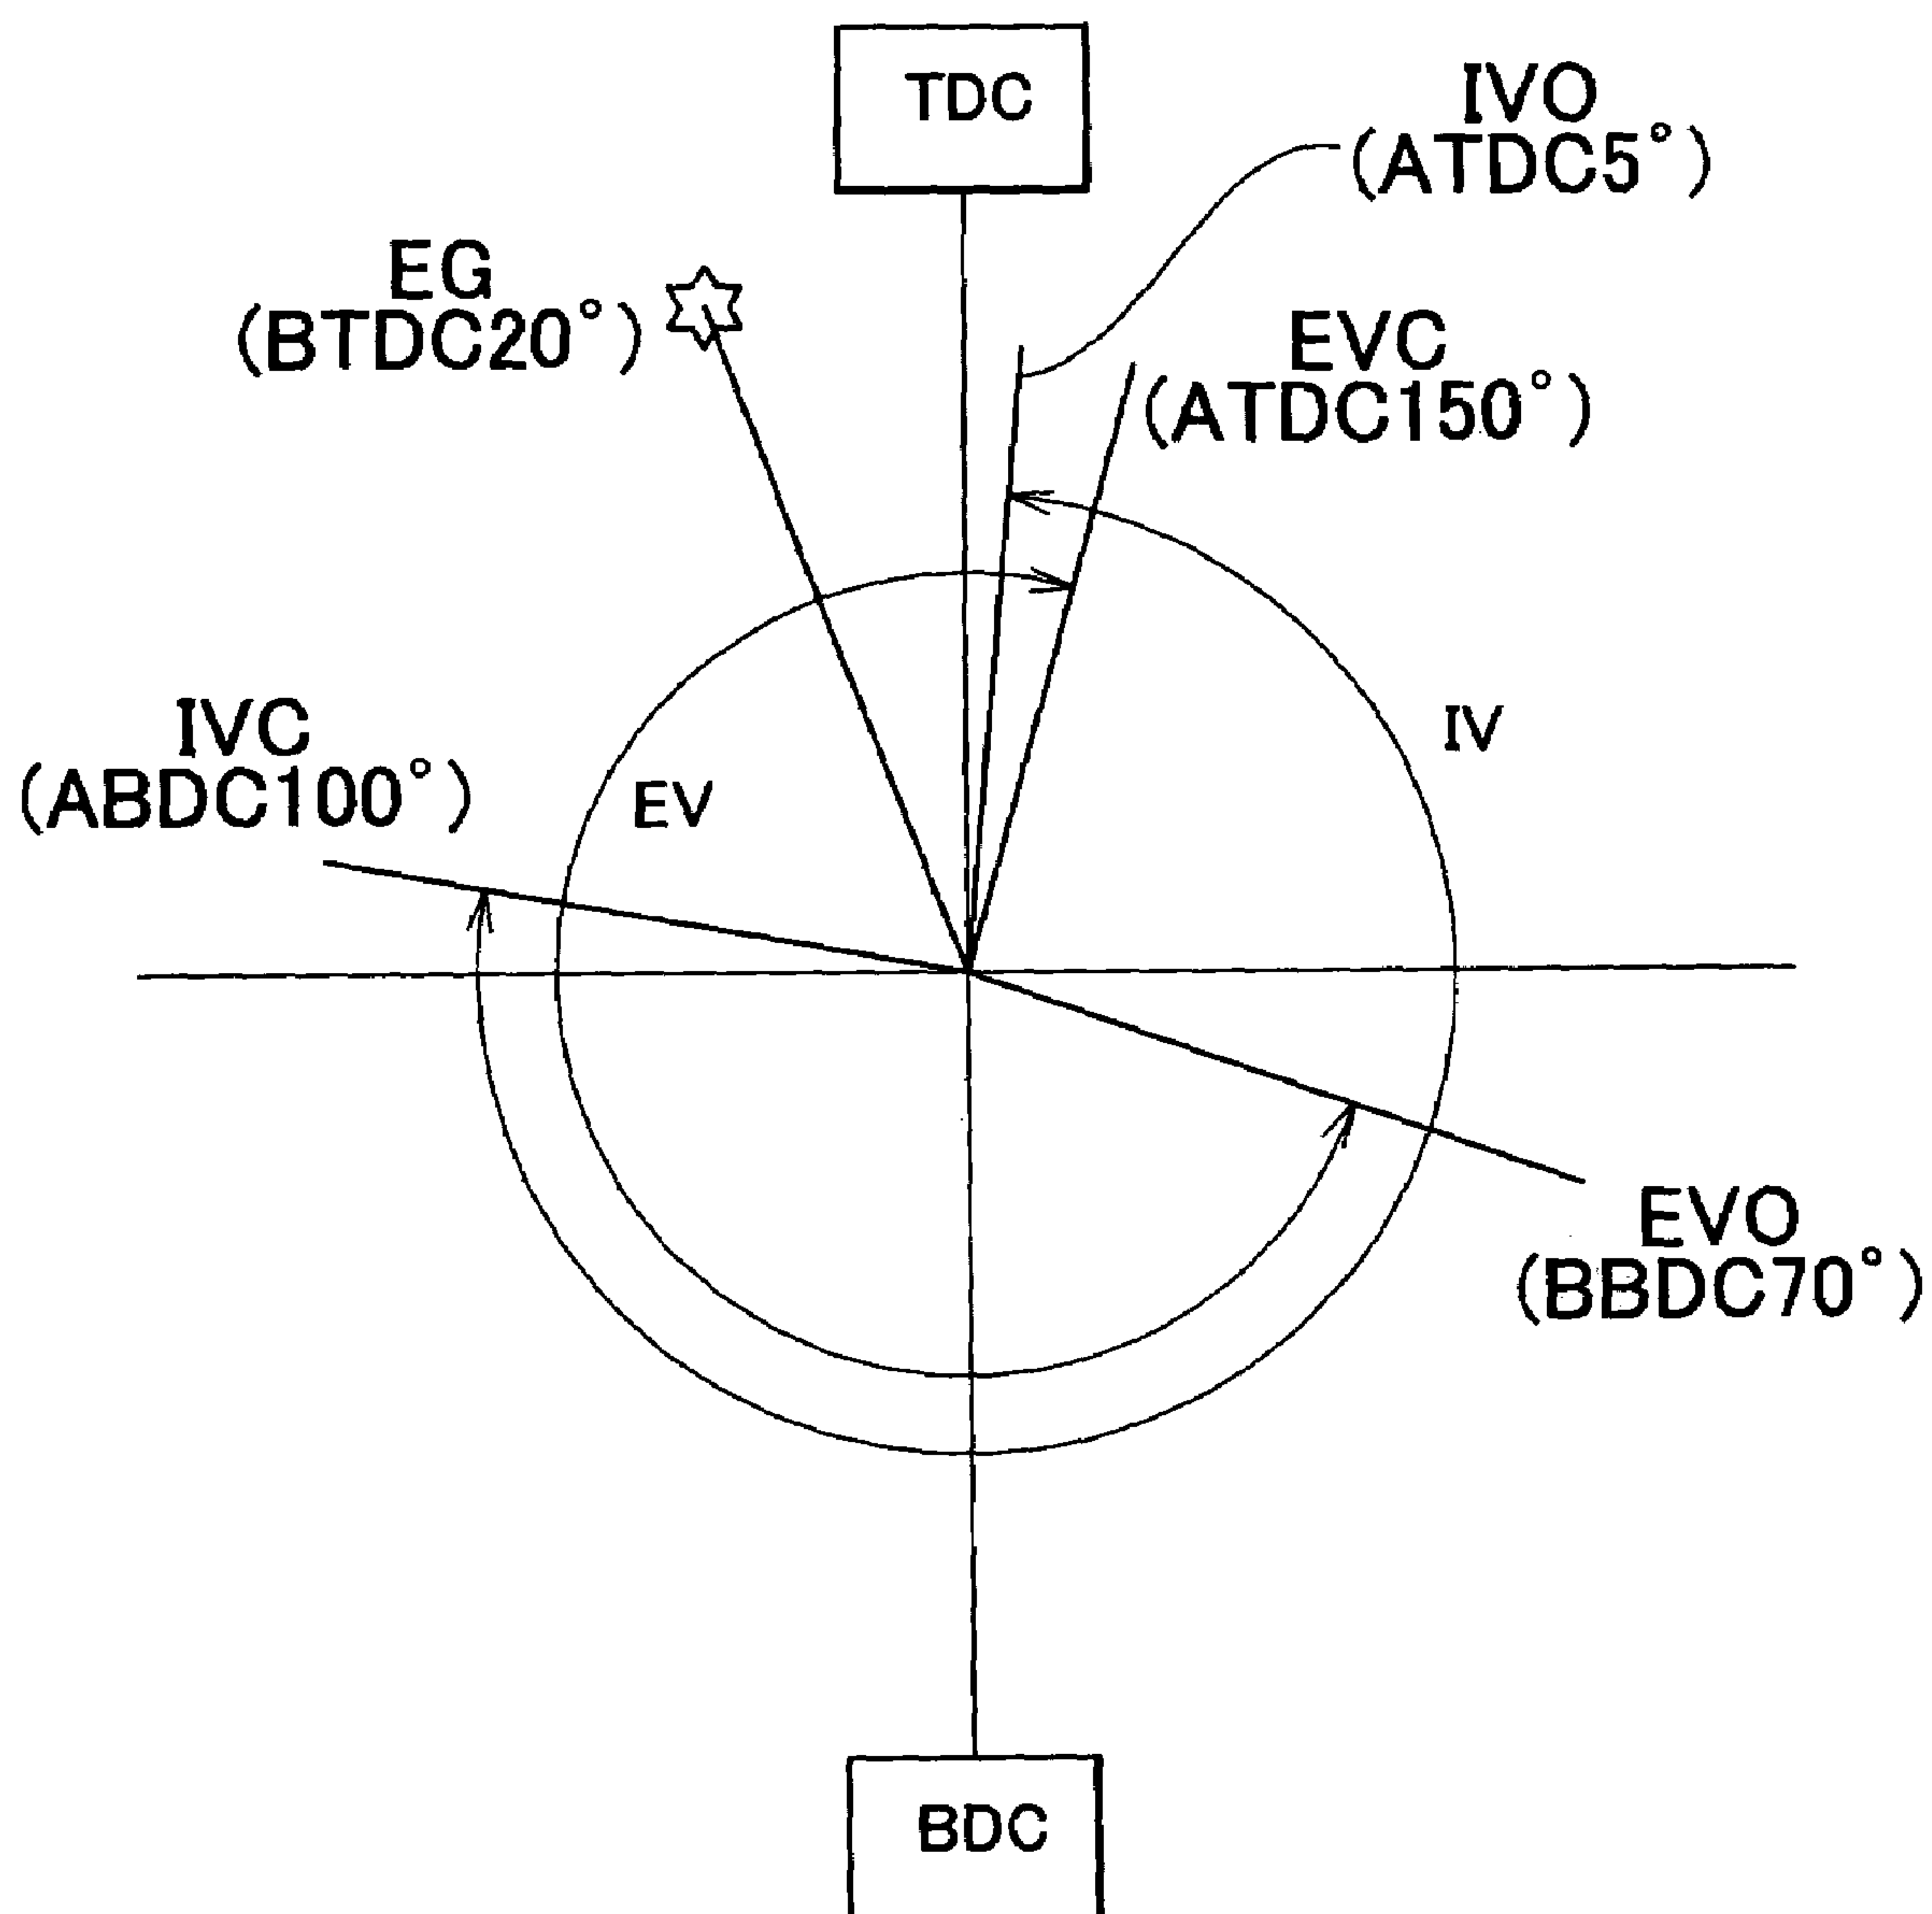 TDC
IVO
(ATDC5°)
EG
(BTDC20°)
EVC
(ATDC150°)
IVC
(ABDC100°)
EV
IV
EVO
(BBDC70°)
BDC